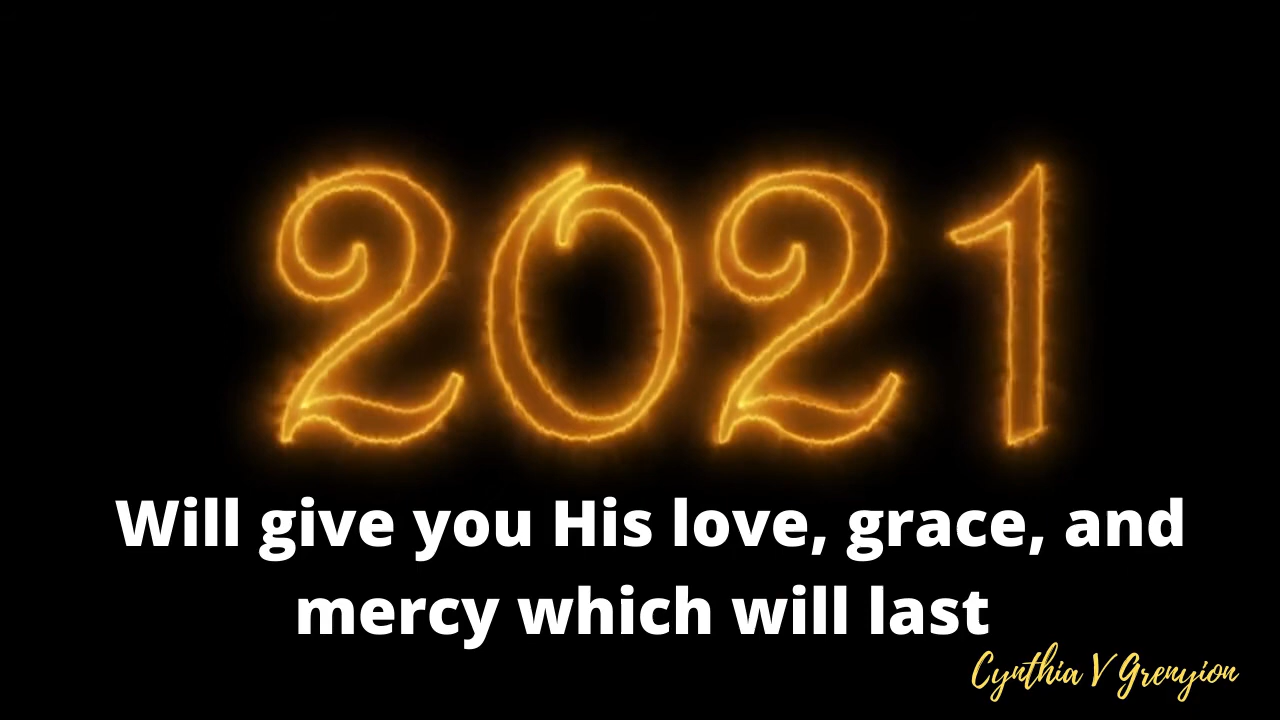 2021
Will give you His love, grace, and
mercy which will last
Cynthia V Grenyion